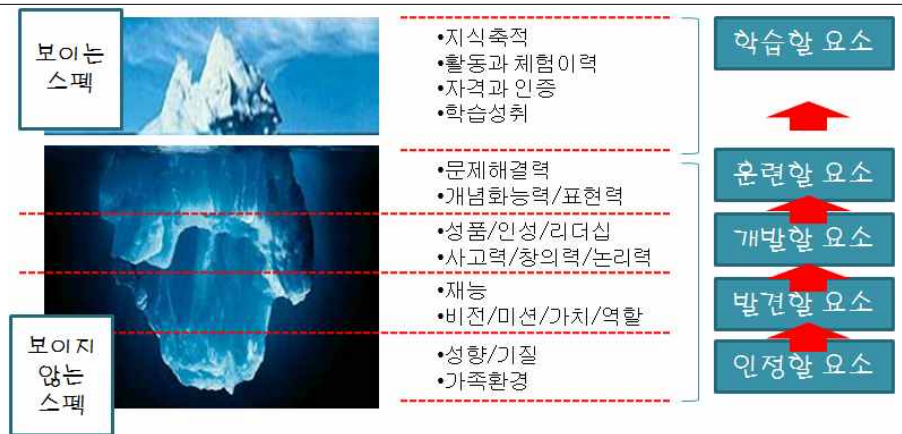 보이는
스펙
•지식축적
•활동과 체험이력
•자격과 인증
•학습성취
학습할 요소
•문제해결력
•개념화능력/표현력
훈련할 요소
•성품/인성/리더십
•사고력/창의력/논리력
개발할 요소
•재능
•비전/미션/가치/역할
발견할 요소
보이지
않는
스펙
•성향/기질
•가족환경
인정할 요소